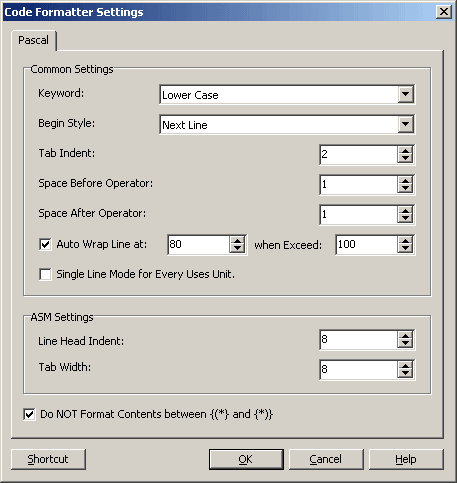 Code Formatter Settings
Pascal
Common Settings
Keyword: Lower Case
Begin Style: Next Line
Tab Indent: 2
Space Before Operator: 1
Space After Operator: 1
Auto Wrap Line at: 80 when Exceed: 100
Single Line Mode for Every Uses Unit.
ASM Settings
Line Head Indent: 8
Tab Width: 8
Do NOT Format Contents between {(*} and {*)}
Shortcut OK Cancel Help